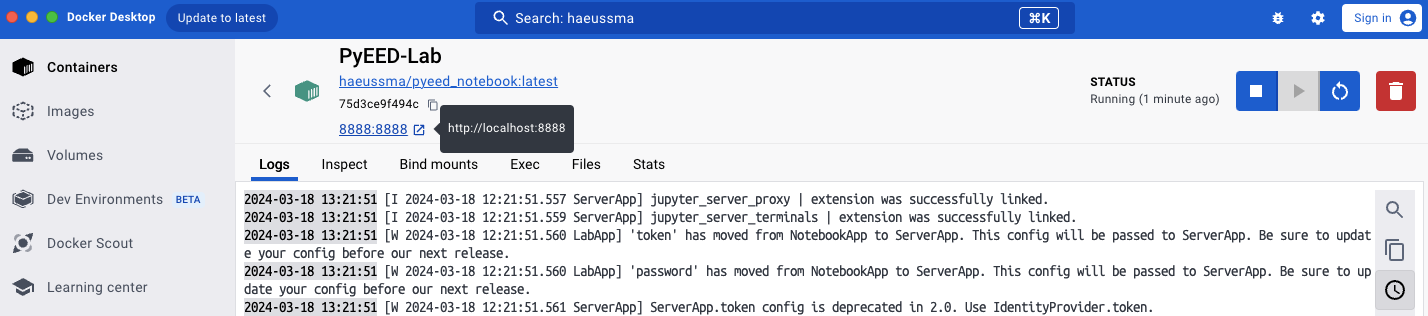 Docker Desktop
Update to latest
Search: haeussma
⌘K
Sign in
Containers
Images
Volumes
Dev Environments BETA
Docker Scout
Learning center
PyEED-Lab
haeussma/pyeed_notebook:latest
75d3ce9f494c
8888:8888
http://localhost:8888
STATUS
Running (1 minute ago)
Logs Inspect Bind mounts Exec Files Stats
2024-03-18 13:21:51 [I 2024-03-18 12:21:51.557 ServerApp] jupyter_server_proxy | extension was successfully linked.
2024-03-18 13:21:51 [I 2024-03-18 12:21:51.559 ServerApp] jupyter_server_terminals | extension was successfully linked.
2024-03-18 13:21:51 [W 2024-03-18 12:21:51.560 LabApp] 'token' has moved from NotebookApp to ServerApp. This config will be passed to ServerApp. Be sure to updat
e your config before our next release.
2024-03-18 13:21:51 [W 2024-03-18 12:21:51.560 LabApp] 'password' has moved from NotebookApp to ServerApp. This config will be passed to ServerApp. Be sure to up
date your config before our next release.
2024-03-18 13:21:51 [W 2024-03-18 12:21:51.561 ServerApp] ServerApp.token config is deprecated in 2.0. Use IdentityProvider.token.